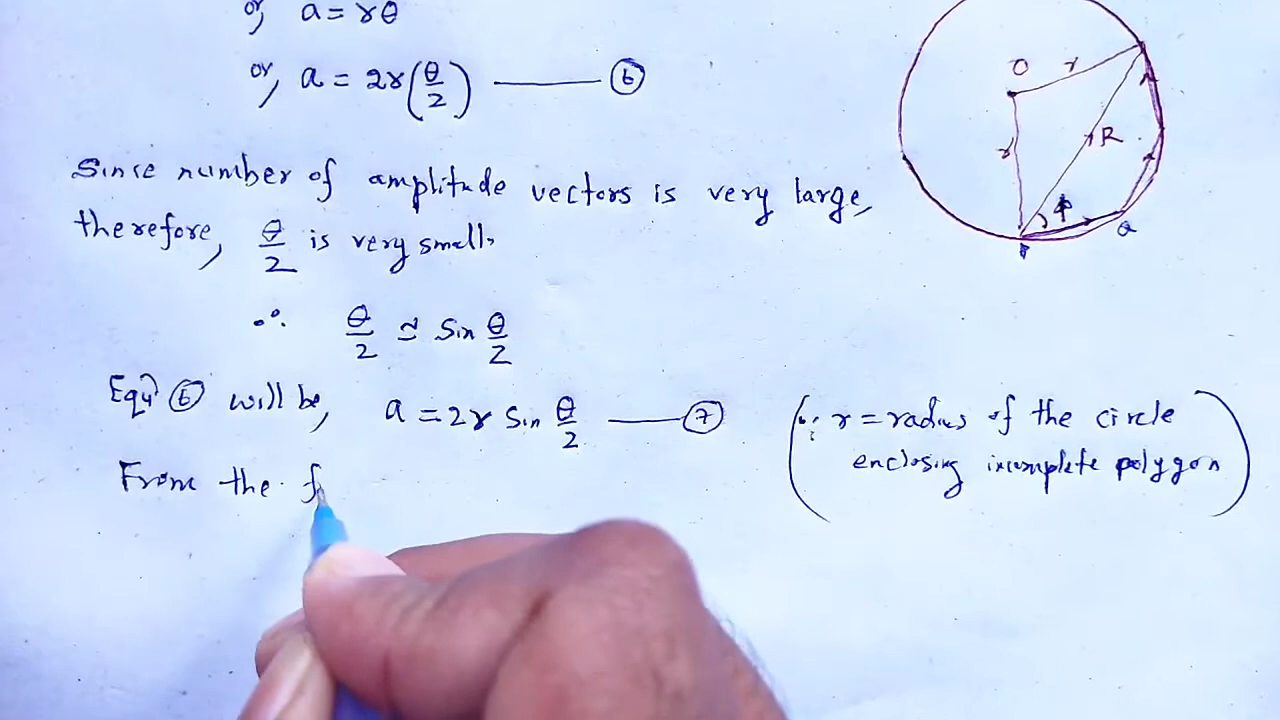 or, a = rθ
or, a = 2r(θ/2) ——— ⑥
Since number of amplitude vectors is very large,
therefore, θ/2 is very small.
∴ θ/2 ≃ Sin θ/2
Equⁿ ⑥ will be, a = 2r Sin θ/2 ——— ⑦
(∵ r = radius of the circle
enclosing incomplete polygon)
From the f
O
r
r
R
φ
a